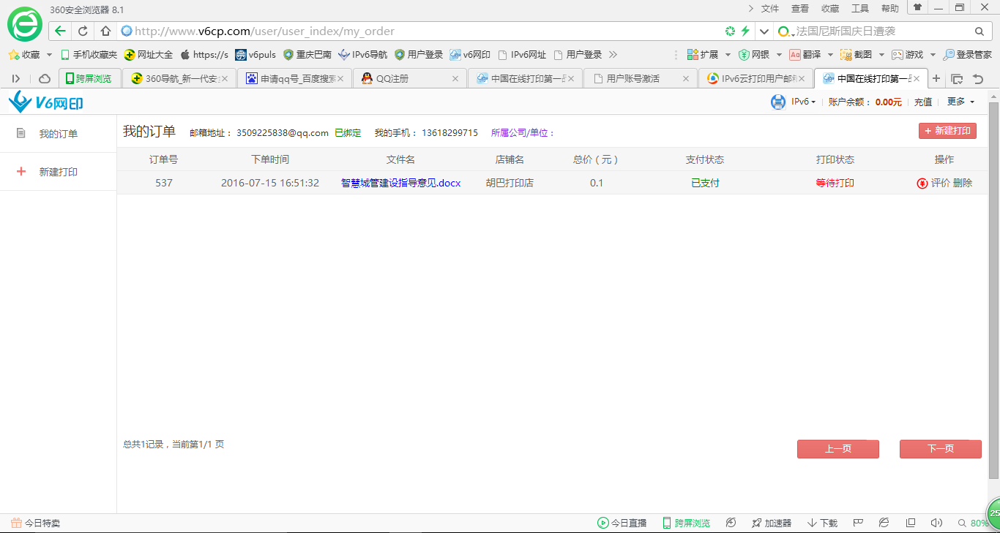 360安全浏览器 8.1
文件 查看 收藏 工具 帮助
http://www.v6cp.com/user/user_index/my_order
法国尼斯国庆日遭袭
收藏 手机收藏夹 网址大全 https://s v6puls 重庆巴南 IPv6导航 用户登录 v6网印 IPv6网址 用户登录 扩展 网银 翻译 截图 游戏 登录管家
跨屏浏览 360导航_新一代安全 申请qq号_百度搜索 QQ注册 中国在线打印第一品 用户账号激活 IPv6云打印用户邮箱 中国在线打印第一品
V6网印
IPv6 账户余额： 0.00元 充值 更多
我的订单
新建打印
我的订单 邮箱地址： 3509225838@qq.com 已绑定 我的手机： 13618299715 所属公司/单位：
+ 新建打印
订单号 下单时间 文件名 店铺名 总价（元） 支付状态 打印状态 操作
537 2016-07-15 16:51:32 智慧城管建设指导意见.docx 胡巴打印店 0.1 已支付 等待打印 评价 删除
总共1记录，当前第1/1 页
上一页 下一页
今日特卖
今日直播 跨屏浏览 加速器 下载 80%
25